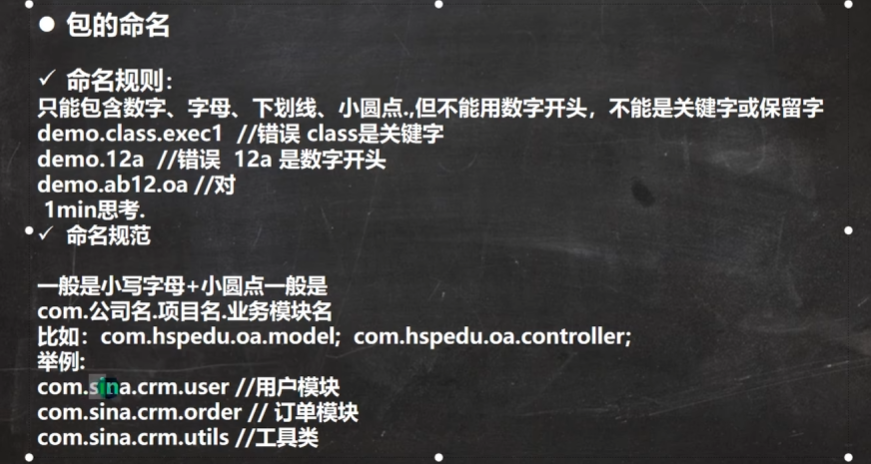 ● 包的命名
✓ 命名规则：
只能包含数字、字母、下划线、小圆点.,但不能用数字开头，不能是关键字或保留字
demo.class.exec1 //错误 class是关键字
demo.12a //错误 12a 是数字开头
demo.ab12.oa //对
1min思考.
✓ 命名规范
一般是小写字母+小圆点一般是
com.公司名.项目名.业务模块名
比如：com.hspedu.oa.model; com.hspedu.oa.controller;
举例:
com.sina.crm.user //用户模块
com.sina.crm.order // 订单模块
com.sina.crm.utils //工具类